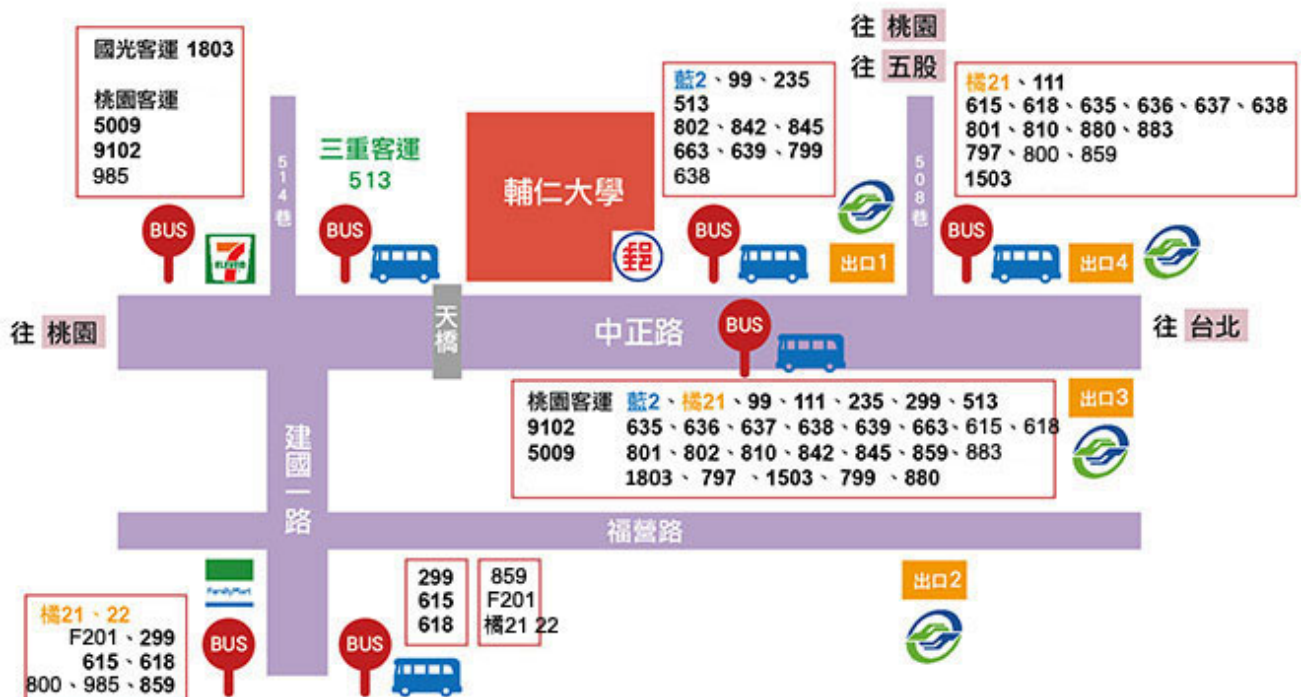 往 桃園
往 五股
國光客運 1803
桃園客運
5009
9102
985
514巷
三重客運
513
輔仁大學
郵
藍2、99、235
513
802、842、845
663、639、799
638
508巷
橘21、111
615、618、635、636、637、638
801、810、880、883
797、800、859
1503
BUS
7
ELEVEn
BUS
BUS
出口1
BUS
出口4
往 桃園
天橋
中正路
BUS
往 台北
桃園客運 藍2、橘21、99、111、235、299、513
9102 635、636、637、638、639、663、615、618
5009 801、802、810、842、845、859、883
1803、797、1503、799、880
出口3
建國一路
福營路
FamilyMart
橘21、22
F201、299
615、618
800、985、859
BUS
BUS
299
615
618
859
F201
橘21 22
出口2